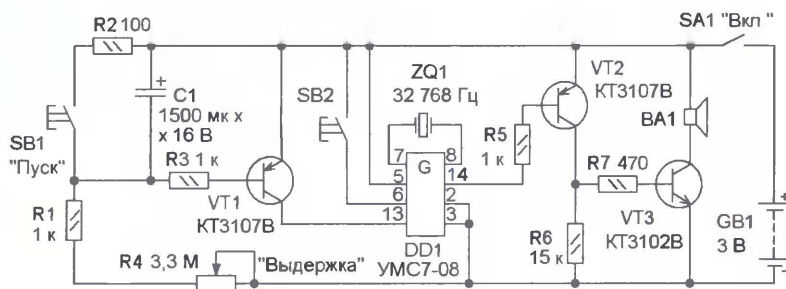 R2 100
SA1 "Вкл "
C1
1500 мк х
х 16 В
SB2
ZQ1
32 768 Гц
VT2
КТ3107В
BA1
SB1
"Пуск"
R3 1 к
R5
1 к
7
G
8
5
14
6
2
13
3
R7 470
VT1
КТ3107В
R1
1 к
R4 3,3 М
"Выдержка"
DD1
УМС7-08
R6
15 к
VT3
КТ3102В
GB1
3 В
+
+